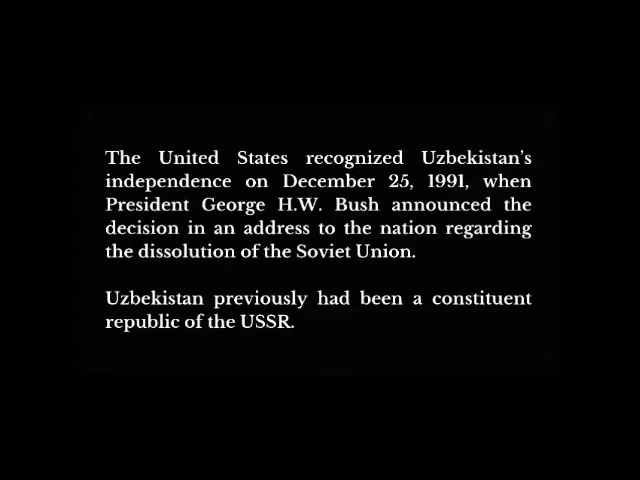 The United States recognized Uzbekistan’s
independence on December 25, 1991, when
President George H.W. Bush announced the
decision in an address to the nation regarding
the dissolution of the Soviet Union.
Uzbekistan previously had been a constituent
republic of the USSR.